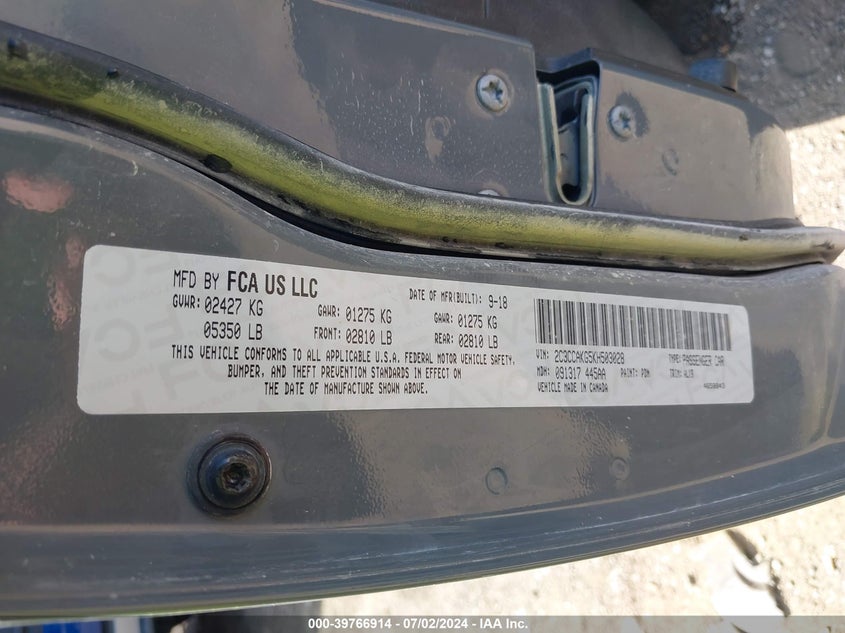 MFD BY FCA US LLC
DATE OF MFR(BUILT): 9-18
GVWR: 02427 KG GAWR: 01275 KG GAWR: 01275 KG
05350 LB FRONT: 02810 LB REAR: 02810 LB
THIS VEHICLE CONFORMS TO ALL APPLICABLE U.S.A. FEDERAL MOTOR VEHICLE SAFETY,
BUMPER, AND THEFT PREVENTION STANDARDS IN EFFECT ON
THE DATE OF MANUFACTURE SHOWN ABOVE.
VIN: 2C3CCAKG5KH503028 TYPE: PASSENGER CAR
MDH: 091317 445AA PAINT: PDN TRIM:
VEHICLE MADE IN CANADA
000-39766914 - 07/02/2024 - IAA Inc.